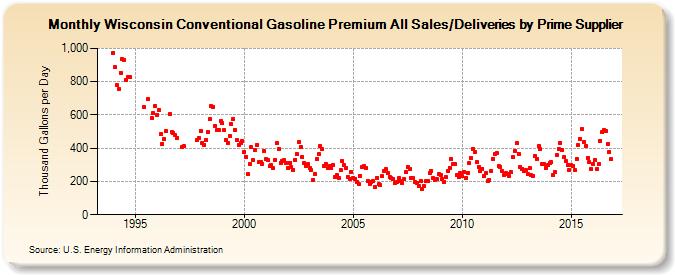 Monthly Wisconsin Conventional Gasoline Premium All Sales/Deliveries by Prime Supplier
Thousand Gallons per Day
1,000
800
600
400
200
0
1995 2000 2005 2010 2015
Source: U.S. Energy Information Administration